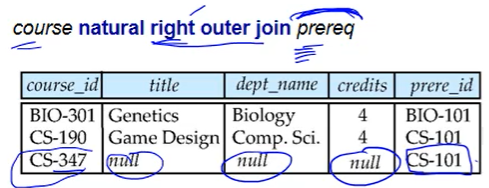 course natural right outer join prereq
course_id title dept_name credits prere_id
BIO-301 Genetics Biology 4 BIO-101
CS-190 Game Design Comp. Sci. 4 CS-101
CS-347 null null null CS-101